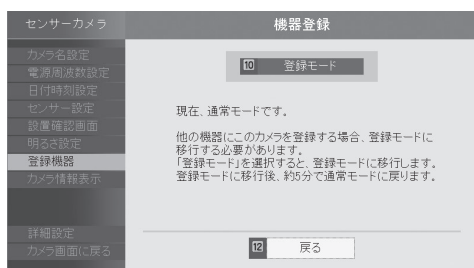 センサーカメラ
機器登録
カメラ名設定
電源周波数設定
日付時刻設定
センサー設定
設置確認画面
明るさ設定
登録機器
カメラ情報表示
詳細設定
カメラ画面に戻る
10 登録モード
現在、通常モードです。
他の機器にこのカメラを登録する場合、登録モードに
移行する必要があります。
「登録モード」を選択すると、登録モードに移行します。
登録モードに移行後、約5分で通常モードに戻ります。
12 戻る